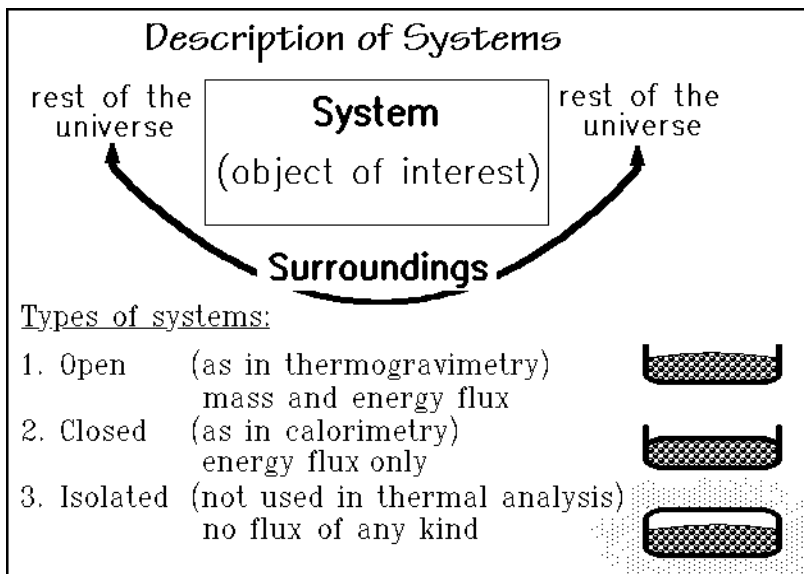 Description of Systems
rest of the
universe
System
(object of interest)
rest of the
universe
Surroundings
Types of systems:
1. Open (as in thermogravimetry)
mass and energy flux
2. Closed (as in calorimetry)
energy flux only
3. Isolated (not used in thermal analysis)
no flux of any kind